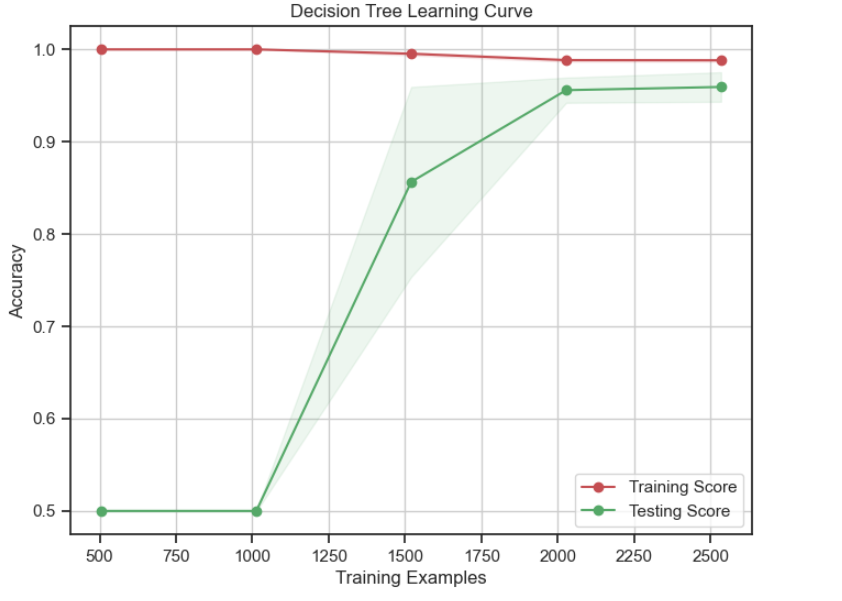 Decision Tree Learning Curve
1.0
0.9
0.8
0.7
0.6
0.5
Accuracy
Training Score
Testing Score
500 750 1000 1250 1500 1750 2000 2250 2500
Training Examples